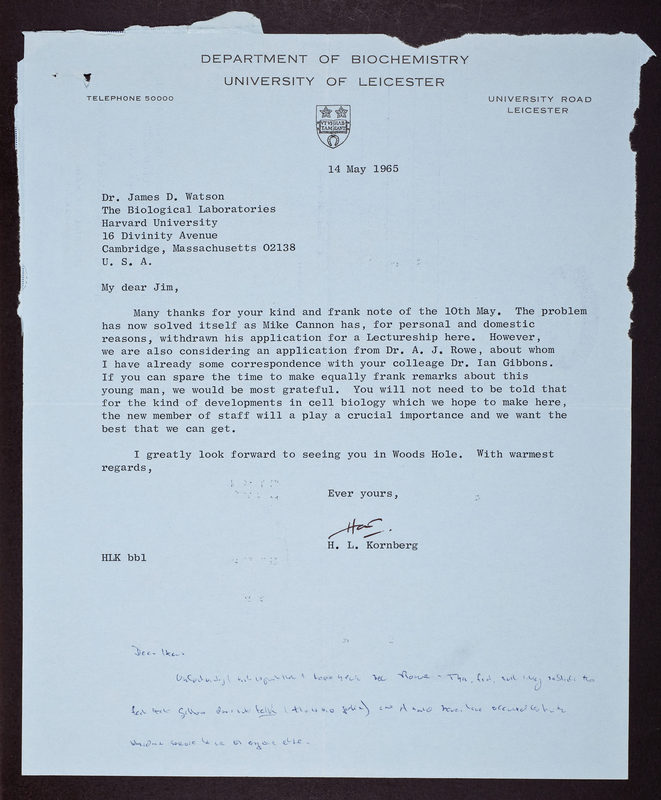 DEPARTMENT OF BIOCHEMISTRY
UNIVERSITY OF LEICESTER
TELEPHONE 50000
UNIVERSITY ROAD
LEICESTER
14 May 1965
Dr. James D. Watson
The Biological Laboratories
Harvard University
16 Divinity Avenue
Cambridge, Massachusetts 02138
U. S. A.
My dear Jim,
Many thanks for your kind and frank note of the 10th May. The problem
has now solved itself as Mike Cannon has, for personal and domestic
reasons, withdrawn his application for a Lectureship here. However,
we are also considering an application from Dr. A. J. Rowe, about whom
I have already some correspondence with your colleage Dr. Ian Gibbons.
If you can spare the time to make equally frank remarks about this
young man, we would be most grateful. You will not need to be told that
for the kind of developments in cell biology which we hope to make here,
the new member of staff will a play a crucial importance and we want the
best that we can get.
I greatly look forward to seeing you in Woods Hole. With warmest
regards,
Ever yours,
H. L. Kornberg
HLK bbl
Dear
Rowe
Gibbons
else.